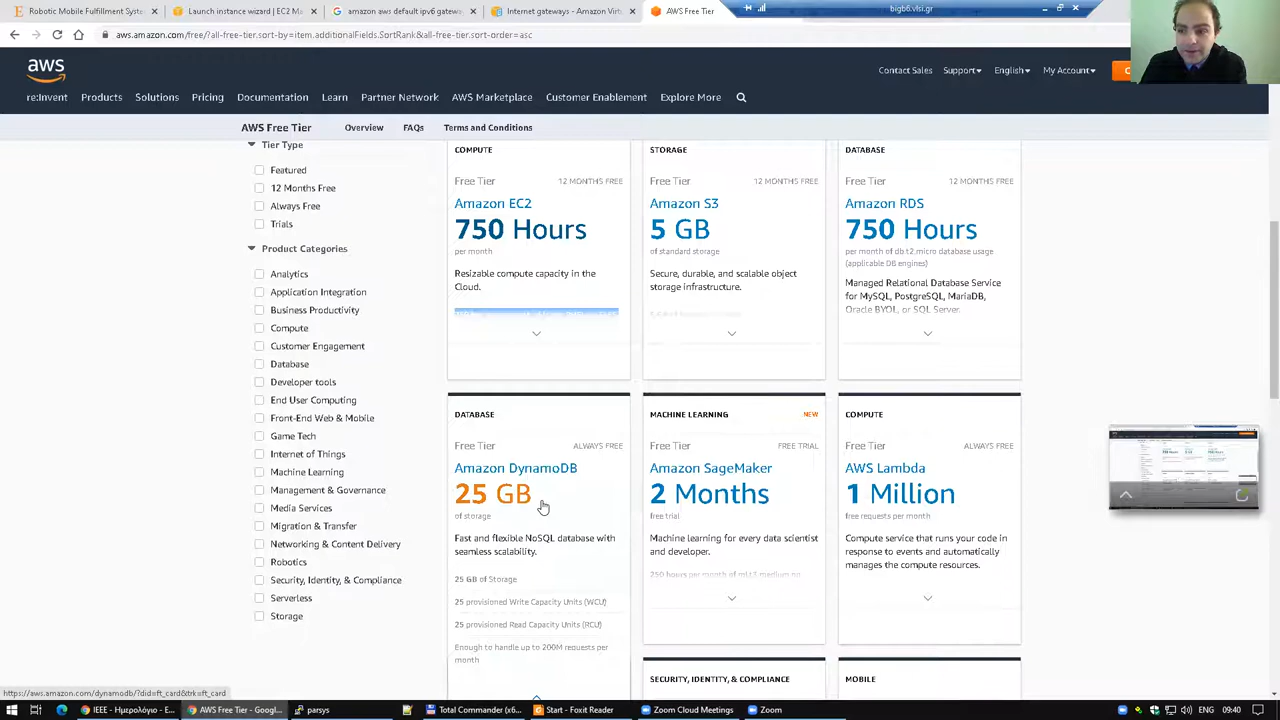 Robotic Mobile Fulfillment Syste
Launch instance wizard | EC2 M
amazon aws default ipv6 gatewa
Internet gateways - Amazon Virtu
AWS Free Tier
bigb6.vlsi.gr
aws.amazon.com/free/?all-free-tier.sort-by=item.additionalFields.SortRank&all-free-tier.sort-order=asc
aws
Contact Sales
Support
English
My Account
C
re:Invent
Products
Solutions
Pricing
Documentation
Learn
Partner Network
AWS Marketplace
Customer Enablement
Explore More
AWS Free Tier
Overview
FAQs
Terms and Conditions
Tier Type
Featured
12 Months Free
Always Free
Trials
Product Categories
Analytics
Application Integration
Business Productivity
Compute
Customer Engagement
Database
Developer tools
End User Computing
Front-End Web & Mobile
Game Tech
Internet of Things
Machine Learning
Management & Governance
Media Services
Migration & Transfer
Networking & Content Delivery
Robotics
Security, Identity, & Compliance
Serverless
Storage
COMPUTE
Free Tier
12 MONTHS FREE
Amazon EC2
750 Hours
per month
Resizable compute capacity in the
Cloud.
STORAGE
Free Tier
12 MONTHS FREE
Amazon S3
5 GB
of standard storage
Secure, durable, and scalable object
storage infrastructure.
DATABASE
Free Tier
12 MONTHS FREE
Amazon RDS
750 Hours
per month of db.t2.micro database usage
(applicable DB engines)
Managed Relational Database Service
for MySQL, PostgreSQL, MariaDB,
Oracle BYOL, or SQL Server.
DATABASE
Free Tier
ALWAYS FREE
Amazon DynamoDB
25 GB
of storage
Fast and flexible NoSQL database with
seamless scalability.
25 GB of Storage
25 provisioned Write Capacity Units (WCU)
25 provisioned Read Capacity Units (RCU)
Enough to handle up to 200M requests per
month
MACHINE LEARNING
NEW
Free Tier
FREE TRIAL
Amazon SageMaker
2 Months
free trial
Machine learning for every data scientist
and developer.
250 hours per month of ml.t3.medium no
COMPUTE
Free Tier
ALWAYS FREE
AWS Lambda
1 Million
free requests per month
Compute service that runs your code in
response to events and automatically
manages the compute resources.
SECURITY, IDENTITY, & COMPLIANCE
MOBILE
https://aws.amazon.com/dynamodb/?did=ft_card&trk=ft_card
IEEE - Ημερολόγιο - E
AWS Free Tier - Googl
parsys
Total Commander (x6
Start - Foxit Reader
Zoom Cloud Meetings
Zoom
ENG
09:40